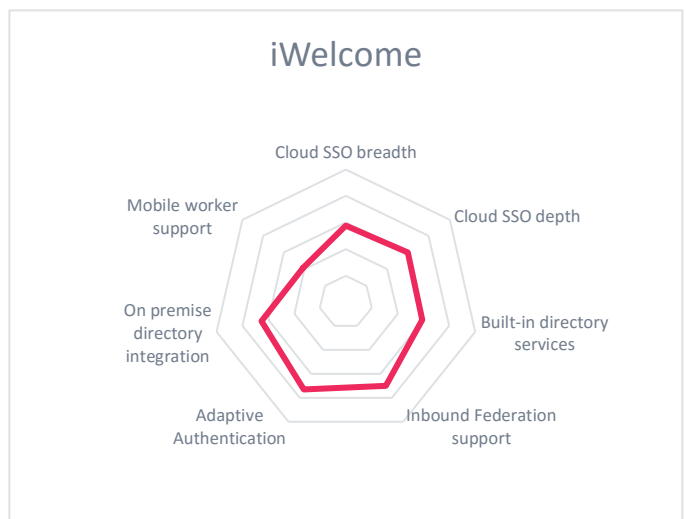 iWelcome
Cloud SSO breadth
Mobile worker
support
Cloud SSO depth
On premise
directory
integration
Built-in directory
services
Adaptive
Authentication
Inbound Federation
support